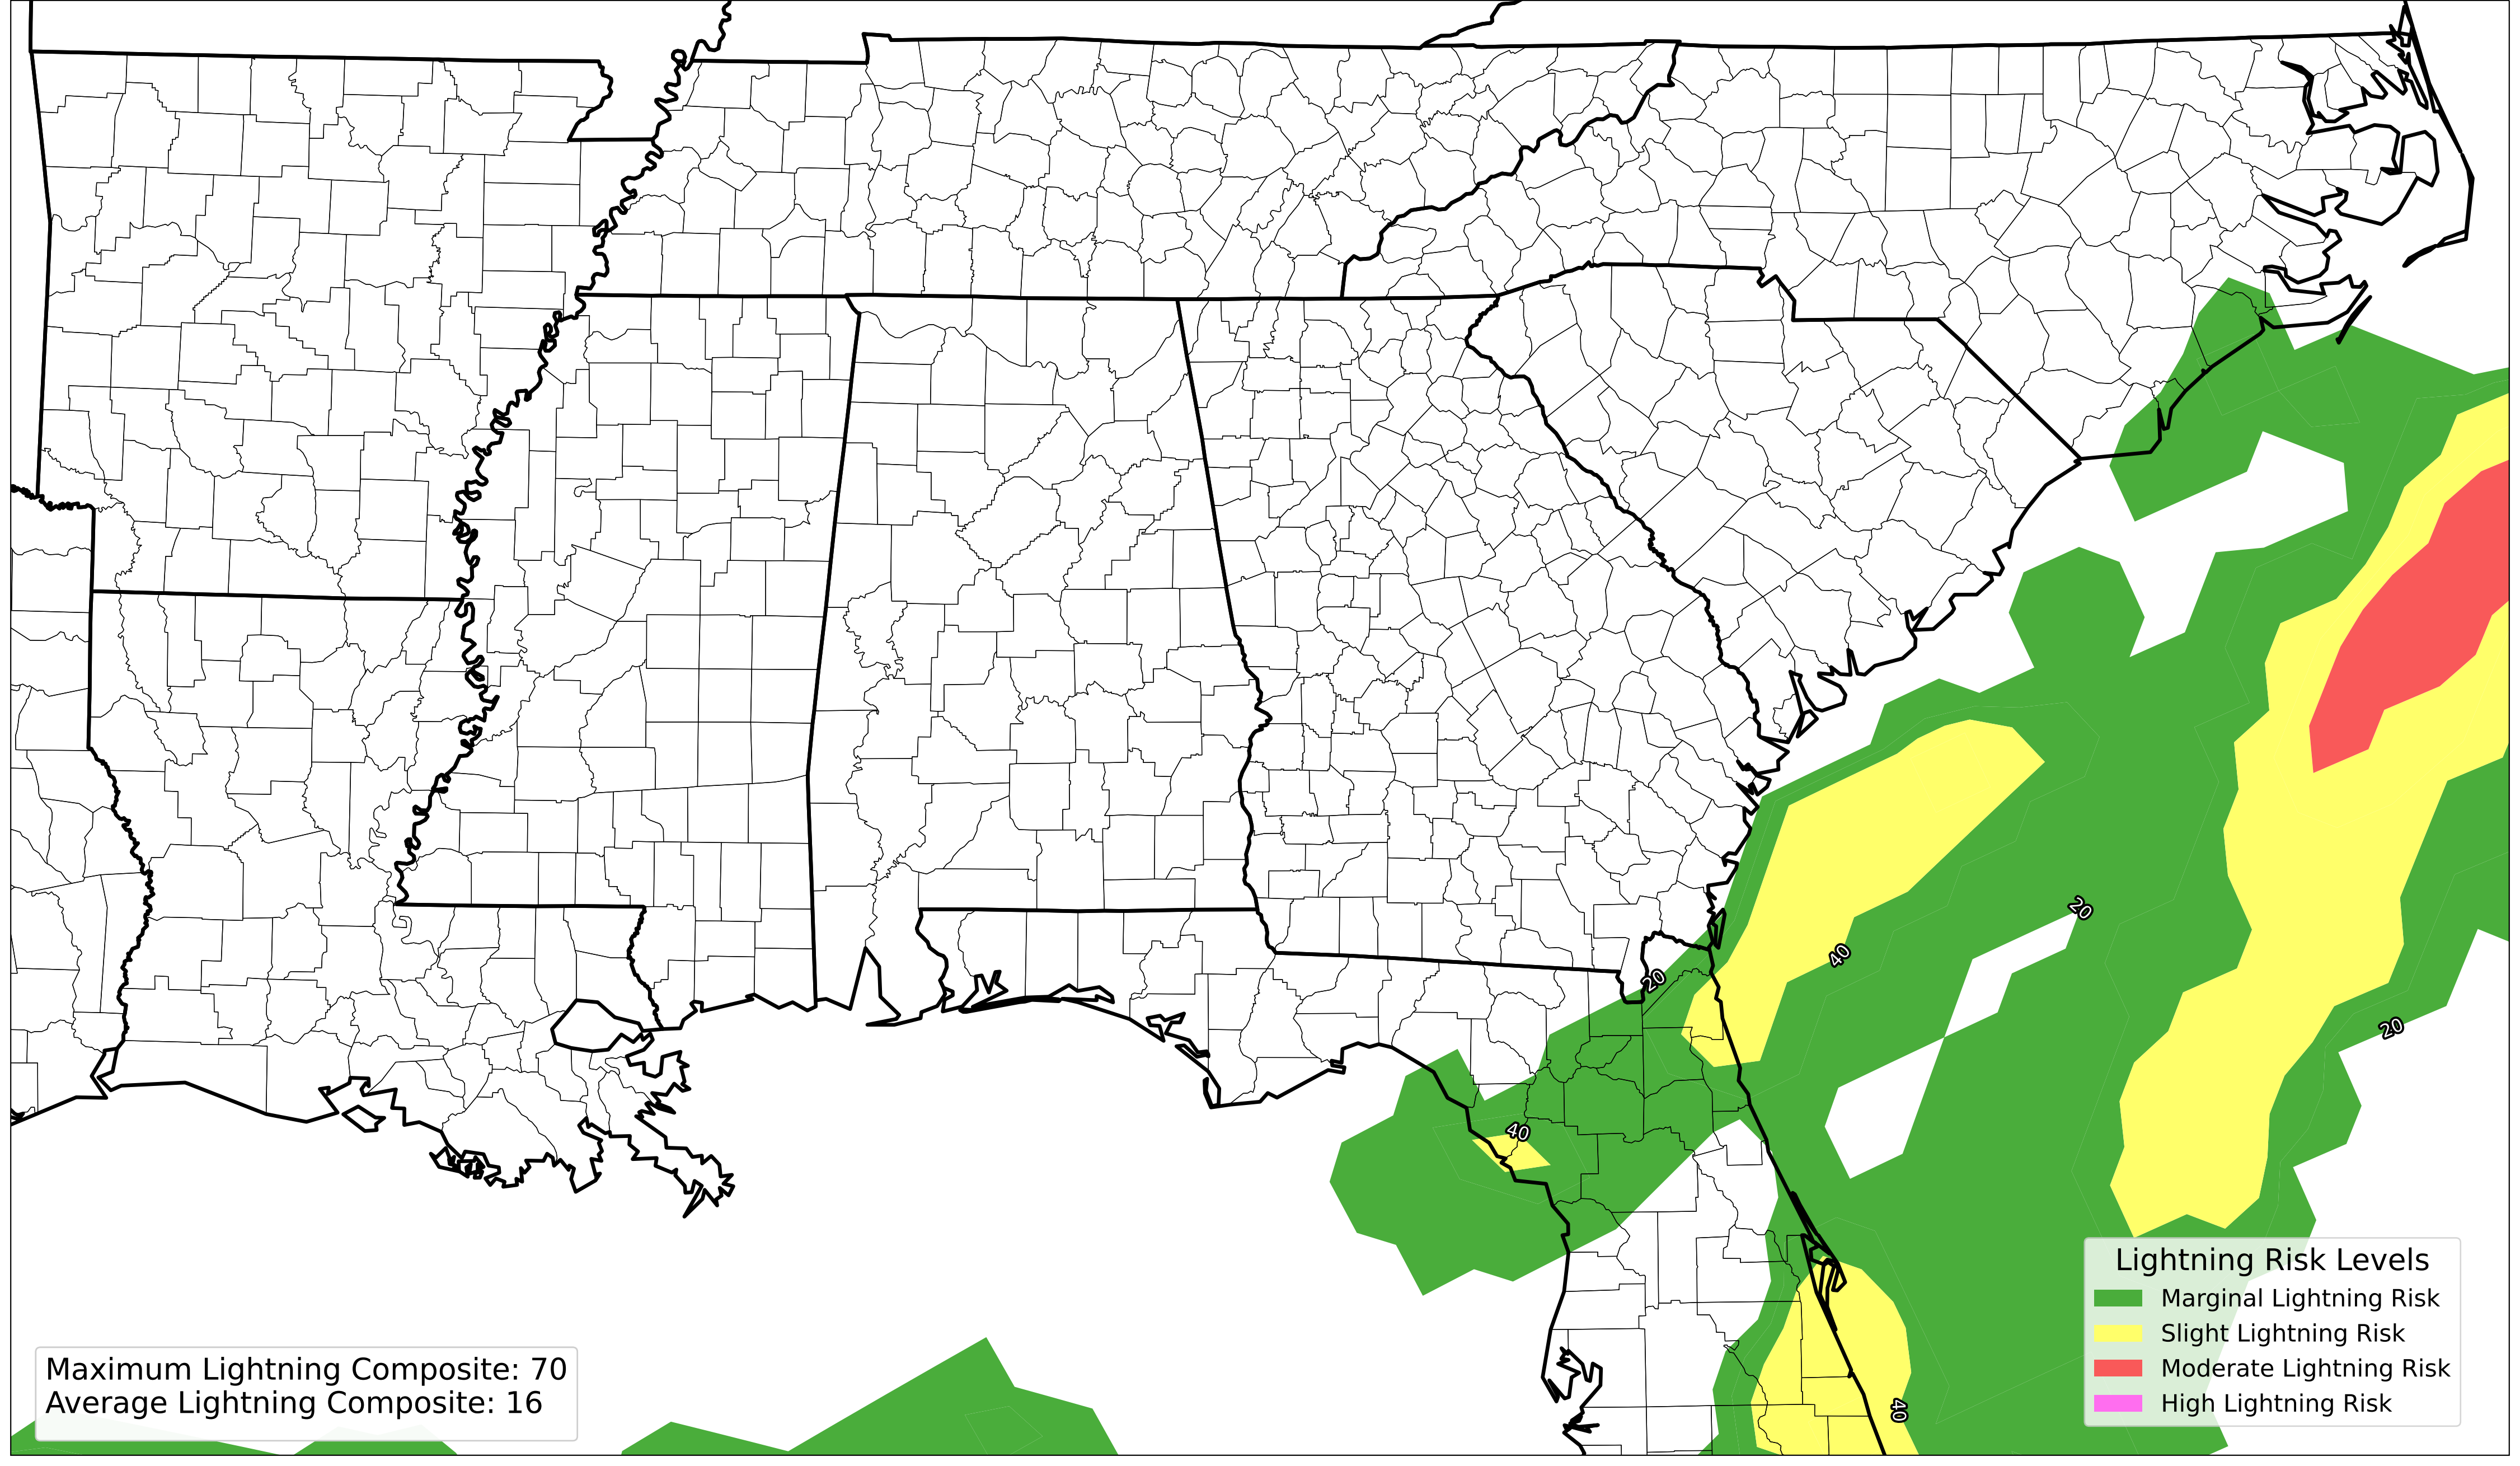 20
40
20
20
40
40
Lightning Risk Levels
Marginal Lightning Risk
Slight Lightning Risk
Moderate Lightning Risk
High Lightning Risk
Maximum Lightning Composite: 70
Average Lightning Composite: 16